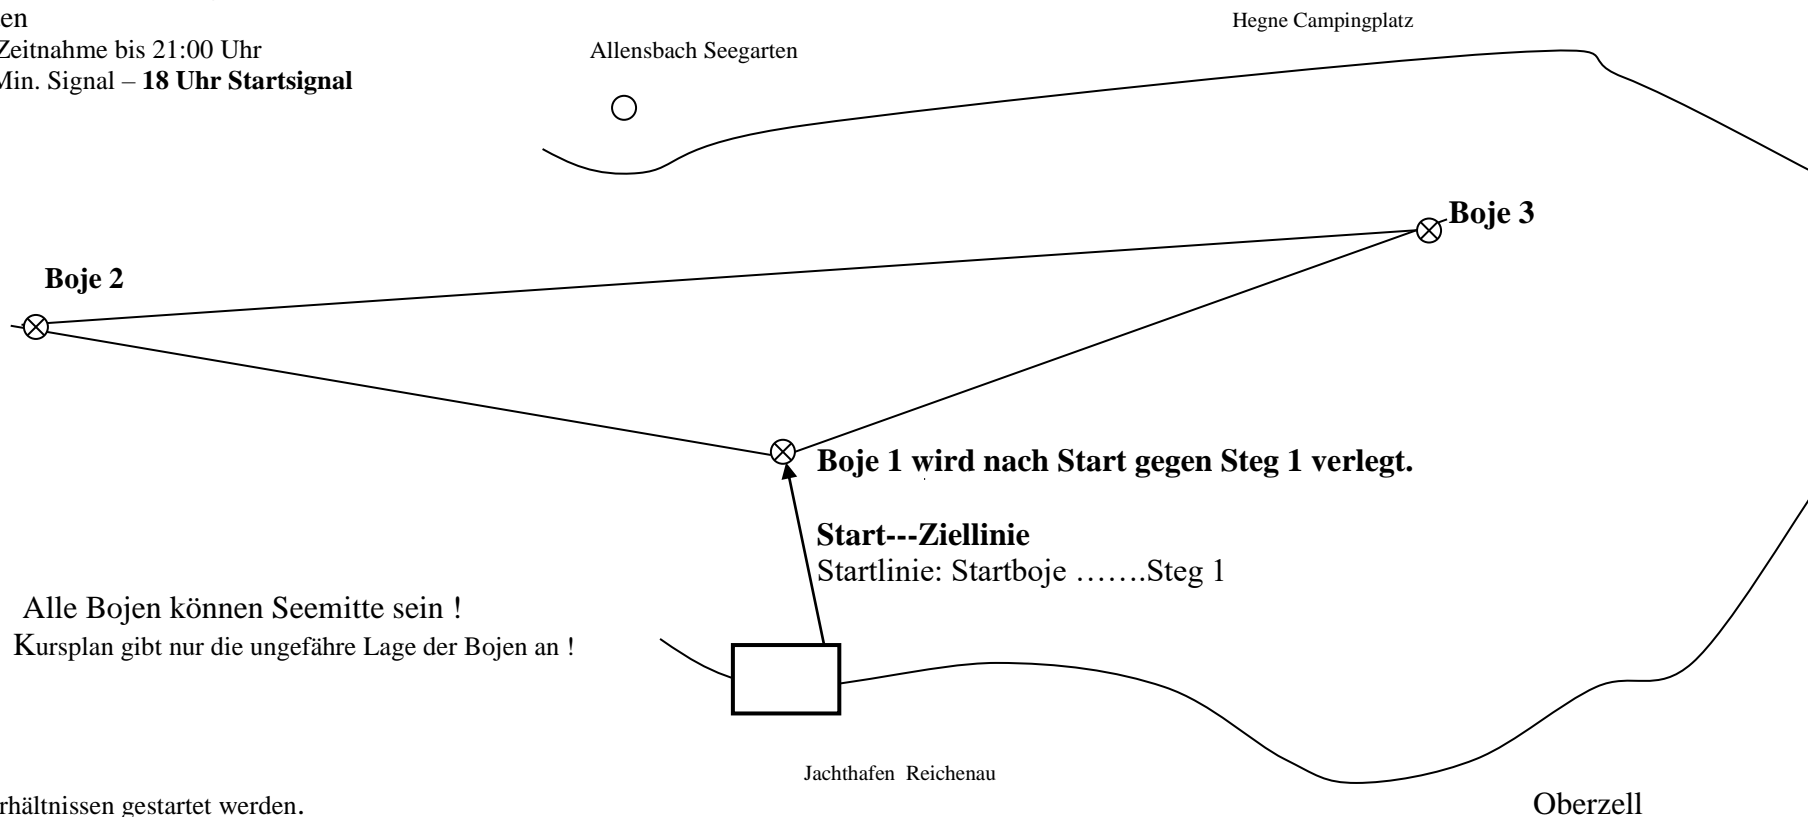 en
Zeitnahme bis 21:00 Uhr
Min. Signal – 18 Uhr Startsignal
Hegne Campingplatz
Allensbach Seegarten
Boje 3
Boje 2
Boje 1 wird nach Start gegen Steg 1 verlegt.
Start---Ziellinie
Startlinie: Startboje …….Steg 1
Alle Bojen können Seemitte sein !
Kursplan gibt nur die ungefähre Lage der Bojen an !
Jachthafen Reichenau
rhältnissen gestartet werden.
Oberzell